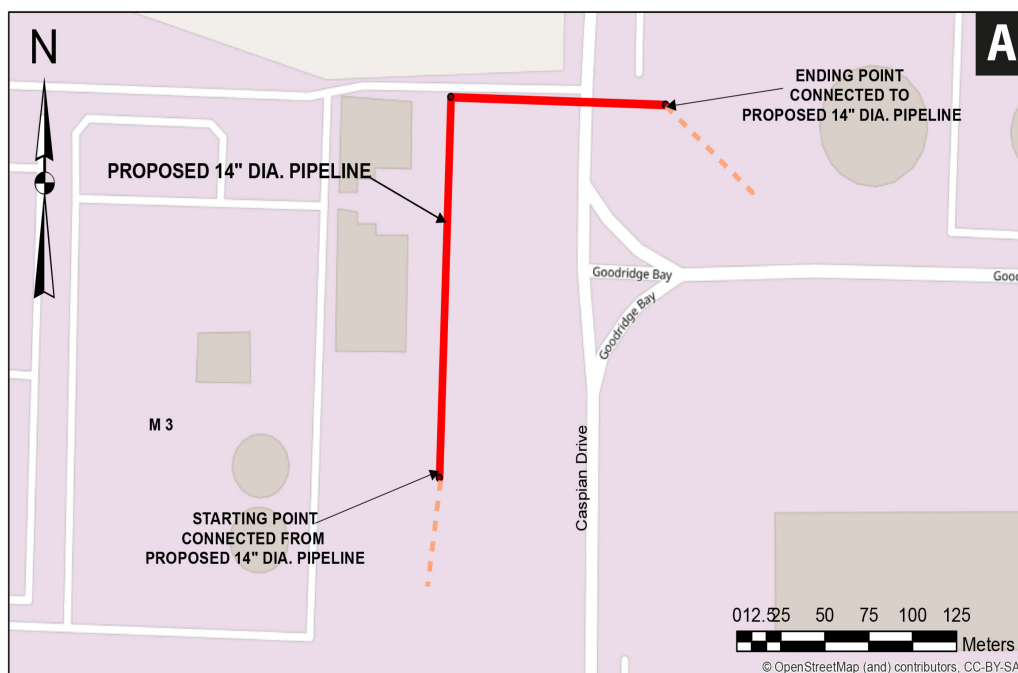 N
A
ENDING POINT
CONNECTED TO
PROPOSED 14" DIA. PIPELINE
PROPOSED 14" DIA. PIPELINE
Goodridge Bay
Goo
Goodridge Bay
M 3
Caspian Drive
STARTING POINT
CONNECTED FROM
PROPOSED 14" DIA. PIPELINE
012.525 50 75 100 125
Meters
© OpenStreetMap (and) contributors, CC-BY-SA